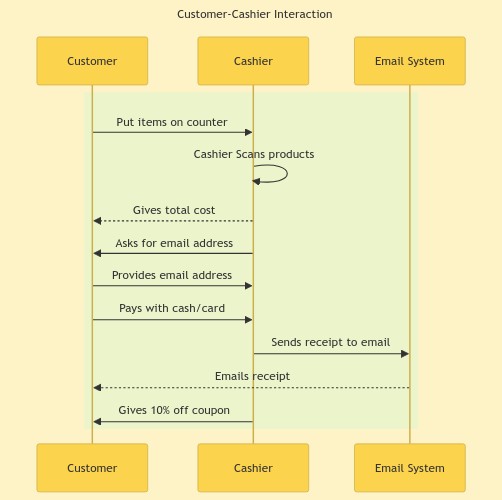 Customer-Cashier Interaction
Customer
Cashier
Email System
Put items on counter
Cashier Scans products
Gives total cost
Asks for email address
Provides email address
Pays with cash/card
Sends receipt to email
Emails receipt
Gives 10% off coupon
Customer
Cashier
Email System